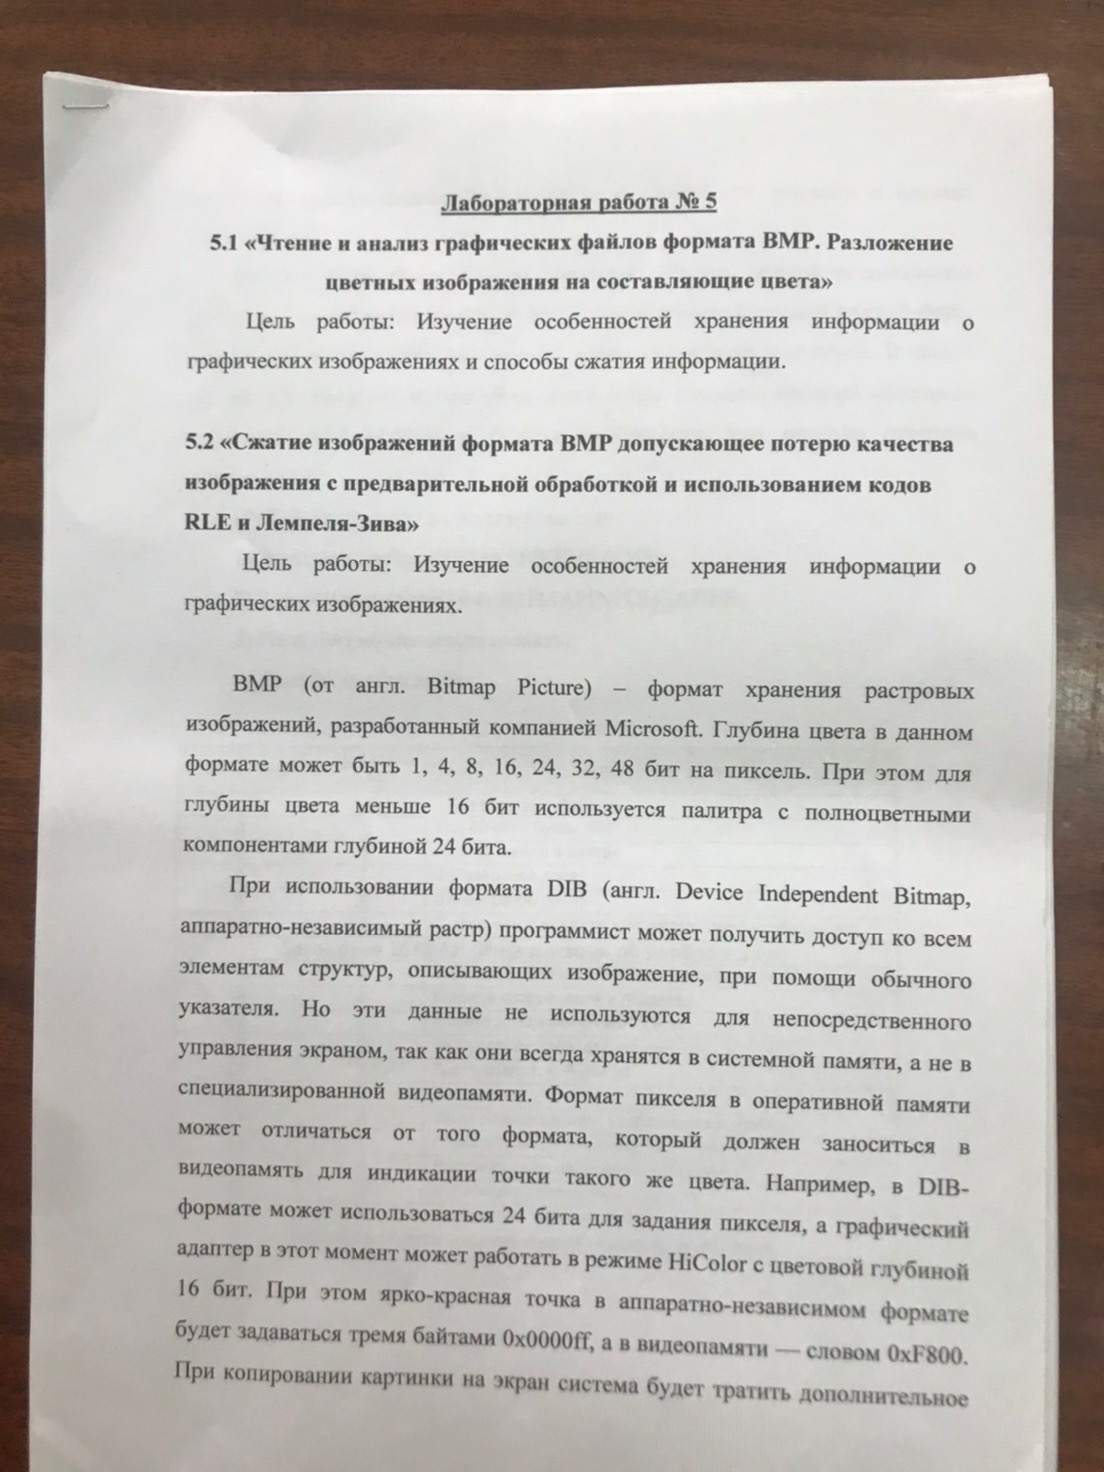 Лабораторная работа № 5
5.1 «Чтение и анализ графических файлов формата BMP. Разложение
цветных изображения на составляющие цвета»
Цель работы: Изучение особенностей хранения информации о
графических изображениях и способы сжатия информации.
5.2 «Сжатие изображений формата BMP допускающее потерю качества
изображения с предварительной обработкой и использованием кодов
RLE и Лемпеля-Зива»
Цель работы: Изучение особенностей хранения информации о
графических изображениях.
BMP (от англ. Bitmap Picture) – формат хранения растровых
изображений, разработанный компанией Microsoft. Глубина цвета в данном
формате может быть 1, 4, 8, 16, 24, 32, 48 бит на пиксель. При этом для
глубины цвета меньше 16 бит используется палитра с полноцветными
компонентами глубиной 24 бита.
При использовании формата DIB (англ. Device Independent Bitmap,
аппаратно-независимый растр) программист может получить доступ ко всем
элементам структур, описывающих изображение, при помощи обычного
указателя. Но эти данные не используются для непосредственного
управления экраном, так как они всегда хранятся в системной памяти, а не в
специализированной видеопамяти. Формат пикселя в оперативной памяти
может отличаться от того формата, который должен заноситься в
видеопамять для индикации точки такого же цвета. Например, в DIB-
формате может использоваться 24 бита для задания пикселя, а графический
адаптер в этот момент может работать в режиме HiColor с цветовой глубиной
16 бит. При этом ярко-красная точка в аппаратно-независимом формате
будет задаваться тремя байтами 0x0000ff, а в видеопамяти — словом 0xF800.
При копировании картинки на экран система будет тратить дополнительное